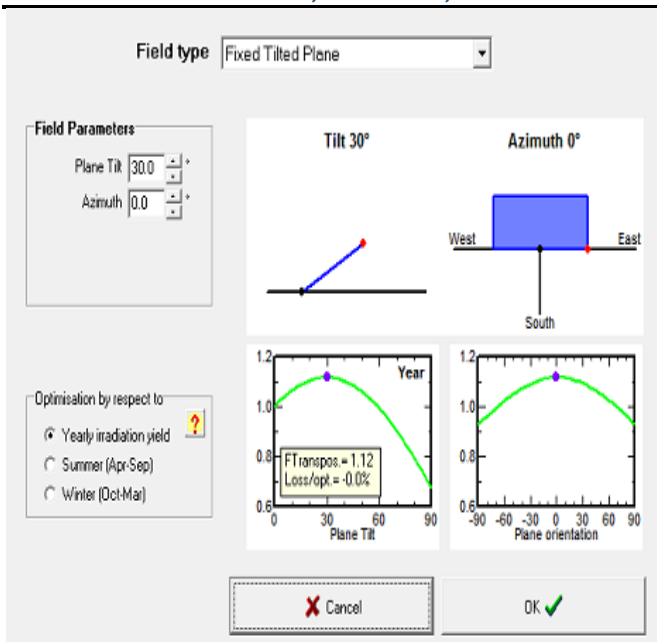 Field type Fixed Tilted Plane
Field Parameters
Plane Tilt 30.0 °
Azimuth 0.0 °
Tilt 30°
Azimuth 0°
West
East
South
Optimisation by respect to
Yearly irradiation yield
Summer (Apr-Sep)
Winter (Oct-Mar)
?
1.2
1.0
0.8
0.6
Year
FTranspos.= 1.12
Loss/opt.= -0.0%
0 30 60 90
Plane Tilt
1.2
1.0
0.8
0.6
-90 -60 -30 0 30 60 90
Plane orientation
Cancel
OK